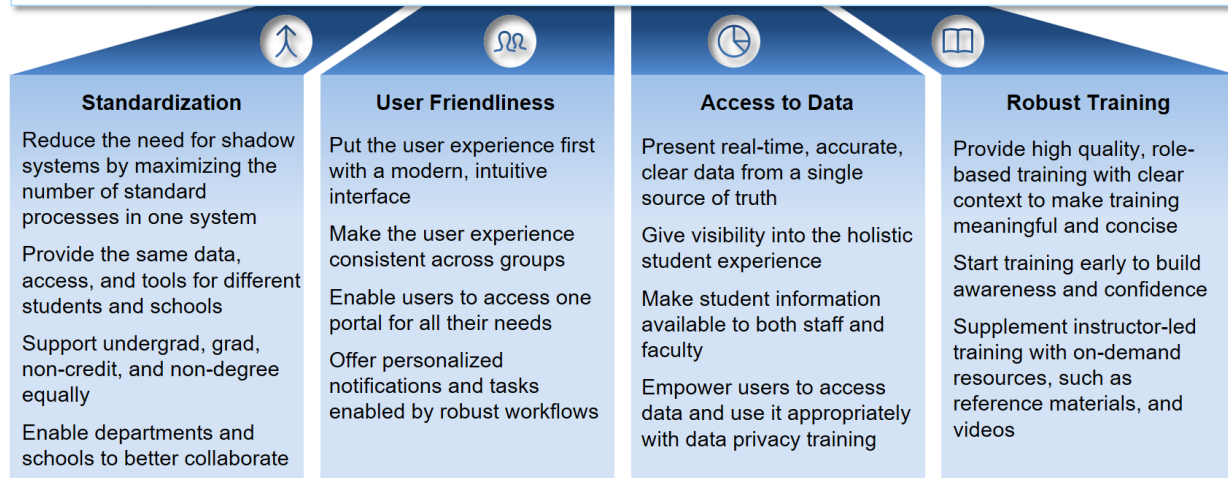 Standardization
Reduce the need for shadow
systems by maximizing the
number of standard
processes in one system
Provide the same data,
access, and tools for different
students and schools
Support undergrad, grad,
non-credit, and non-degree
equally
Enable departments and
schools to better collaborate
User Friendliness
Put the user experience first
with a modern, intuitive
interface
Make the user experience
consistent across groups
Enable users to access one
portal for all their needs
Offer personalized
notifications and tasks
enabled by robust workflows
Access to Data
Present real-time, accurate,
clear data from a single
source of truth
Give visibility into the holistic
student experience
Make student information
available to both staff and
faculty
Empower users to access
data and use it appropriately
with data privacy training
Robust Training
Provide high quality, role-
based training with clear
context to make training
meaningful and concise
Start training early to build
awareness and confidence
Supplement instructor-led
training with on-demand
resources, such as
reference materials, and
videos